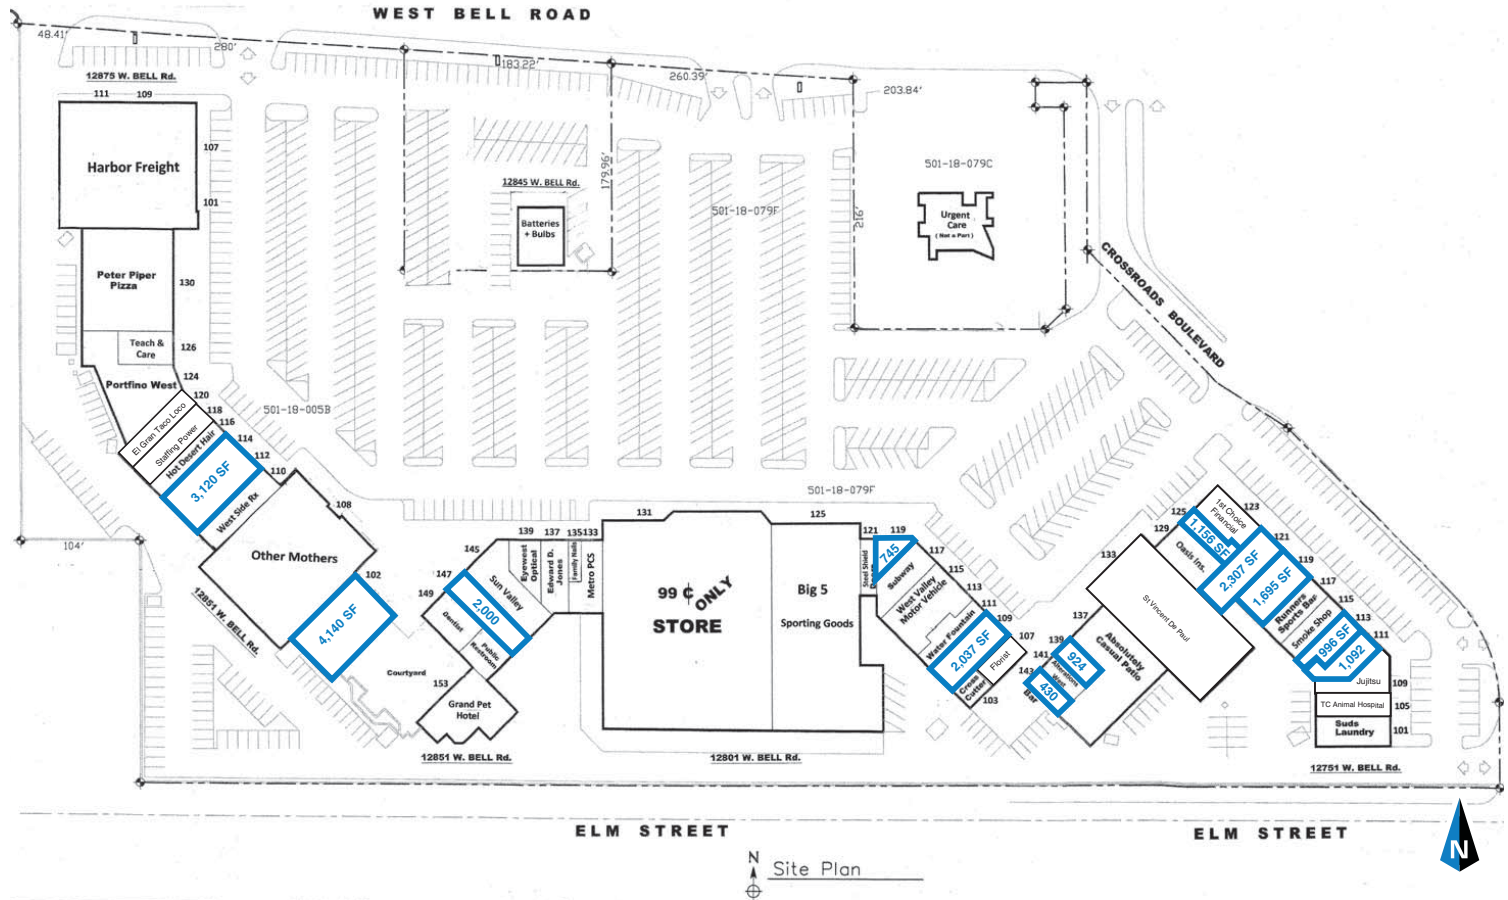 WEST BELL ROAD
48.41'
280'
183.22'
260.39'
203.84'
12875 W. BELL Rd.
111
109
Harbor Freight
107
101
12845 W. BELL Rd.
Batteries
+ Bulbs
179.96'
501-18-079F
216'
501-18-079C
Urgent
Care
( Not a Part )
CROSSROADS BOULEVARD
Peter Piper
Pizza
130
Teach &
Care
126
124
Portfino West
120
118
116
114
112
110
108
501-18-005B
El Gran Taco Loco
Staffing Power
Hot Desert Hair
3,120 SF
West Side Rx
Other Mothers
102
4,140 SF
104'
12851 W. BELL Rd.
501-18-079F
145
147
149
139
137
135
133
Eyewest
Optical
Edward D.
Jones
Family Nails
Metro PCS
Sun Valley
2,000
Dentist
Public
Restroom
Courtyard
153
Grand Pet
Hotel
12851 W. BELL Rd.
131
99 ¢ ONLY
STORE
125
Big 5
Sporting Goods
12801 W. BELL Rd.
121
119
117
115
113
111
109
107
103
Steel Shield
745
Subway
West Valley
Motor Vehicle
Water Fountain
2,037 SF
Florist
Cross
Cutter
133
137
139
141
143
924
Alterations
West
430
Bar
Absolutely
Casual Patio
St Vincent De Paul
129
125
123
121
119
117
115
113
111
109
105
101
1st Choice
Financial
1,156 SF
Oasis Ins.
2,307 SF
1,695 SF
Runners
Sports Bar
Smoke Shop
996 SF
1,092
Jujitsu
TC Animal Hospital
Suds
Laundry
12751 W. BELL Rd.
ELM STREET
ELM STREET
N
Site Plan
N